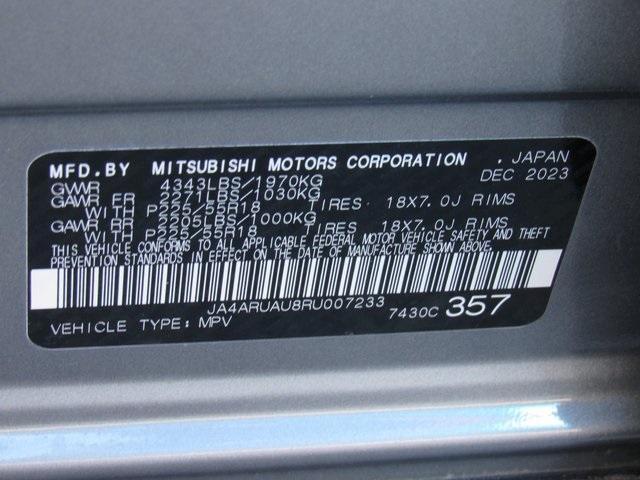 MFD.BY MITSUBISHI MOTORS CORPORATION , JAPAN
GVWR 4343LBS/1970KG DEC 2023
GAWR FR 2271LBS/1030KG
WITH P225/55R18 TIRES: 18X7.0J RIMS
GAWR RR 2205LBS/1000KG
WITH P225/55R18 TIRES 18X7.0J RIMS
THIS VEHICLE CONFORMS TO ALL APPLICABLE FEDERAL MOTOR VEHICLE SAFETY AND THEFT
PREVENTION STANDARDS IN EFFECT ON THE DATE OF MANUFACTURE SHOWN ABOVE.
JA4ARUAU8RU007233
VEHICLE TYPE: MPV 7430C 357